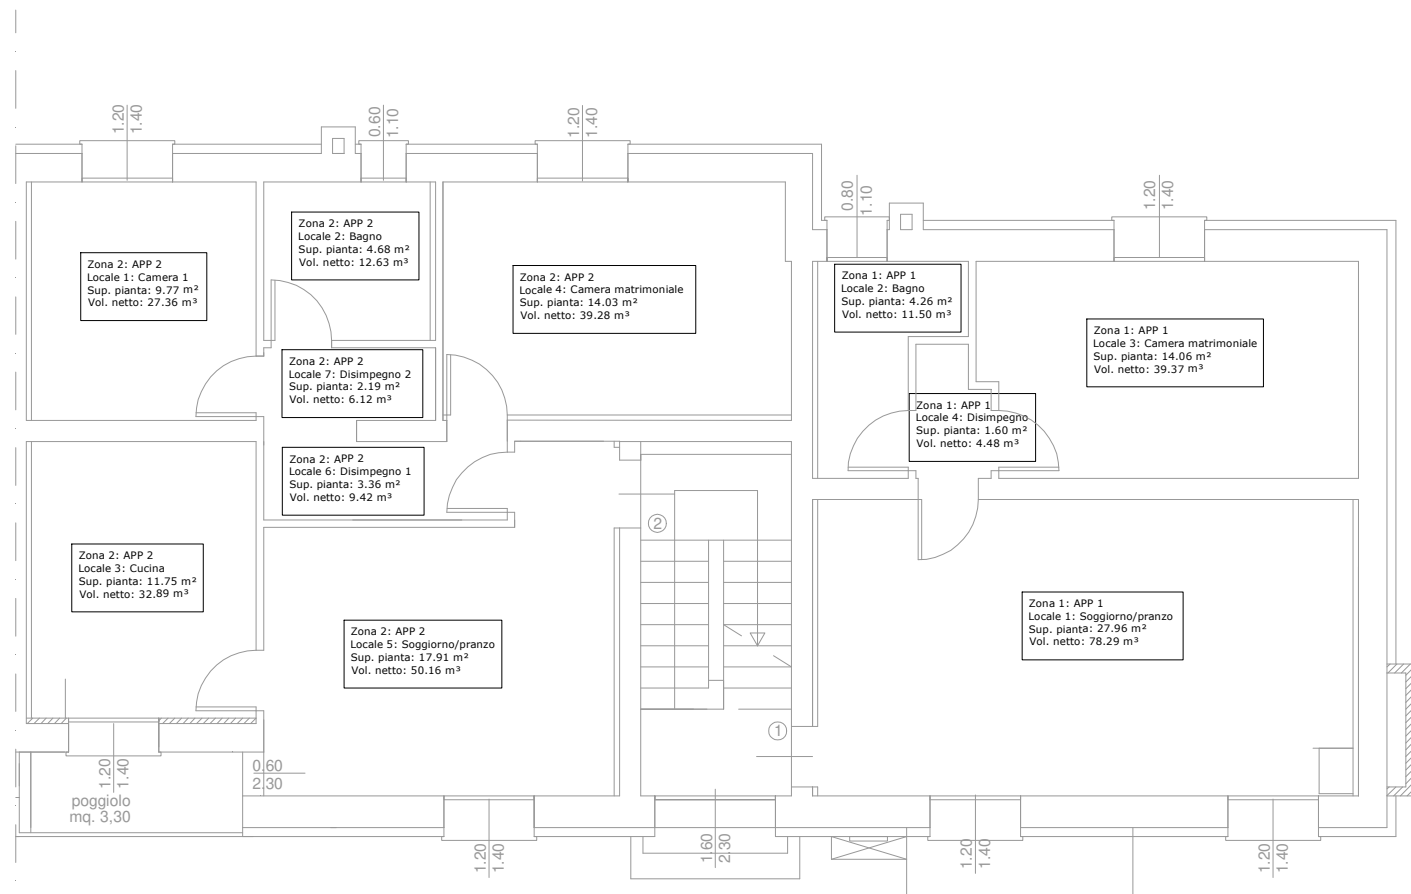 1.20
1.40
0.60
1.10
1.20
1.40
0.80
1.10
1.20
1.40
Zona 2: APP 2
Locale 1: Camera 1
Sup. pianta: 9.77 m²
Vol. netto: 27.36 m³
Zona 2: APP 2
Locale 2: Bagno
Sup. pianta: 4.68 m²
Vol. netto: 12.63 m³
Zona 2: APP 2
Locale 4: Camera matrimoniale
Sup. pianta: 14.03 m²
Vol. netto: 39.28 m³
Zona 1: APP 1
Locale 2: Bagno
Sup. pianta: 4.26 m²
Vol. netto: 11.50 m³
Zona 1: APP 1
Locale 3: Camera matrimoniale
Sup. pianta: 14.06 m²
Vol. netto: 39.37 m³
Zona 2: APP 2
Locale 7: Disimpegno 2
Sup. pianta: 2.19 m²
Vol. netto: 6.12 m³
Zona 1: APP 1
Locale 4: Disimpegno
Sup. pianta: 1.60 m²
Vol. netto: 4.48 m³
Zona 2: APP 2
Locale 6: Disimpegno 1
Sup. pianta: 3.36 m²
Vol. netto: 9.42 m³
2
Zona 2: APP 2
Locale 3: Cucina
Sup. pianta: 11.75 m²
Vol. netto: 32.89 m³
Zona 2: APP 2
Locale 5: Soggiorno/pranzo
Sup. pianta: 17.91 m²
Vol. netto: 50.16 m³
Zona 1: APP 1
Locale 1: Soggiorno/pranzo
Sup. pianta: 27.96 m²
Vol. netto: 78.29 m³
1
1.20
1.40
0.60
2.30
poggiolo
mq. 3,30
1.20
1.40
1.60
2.30
1.20
1.40
1.20
1.40